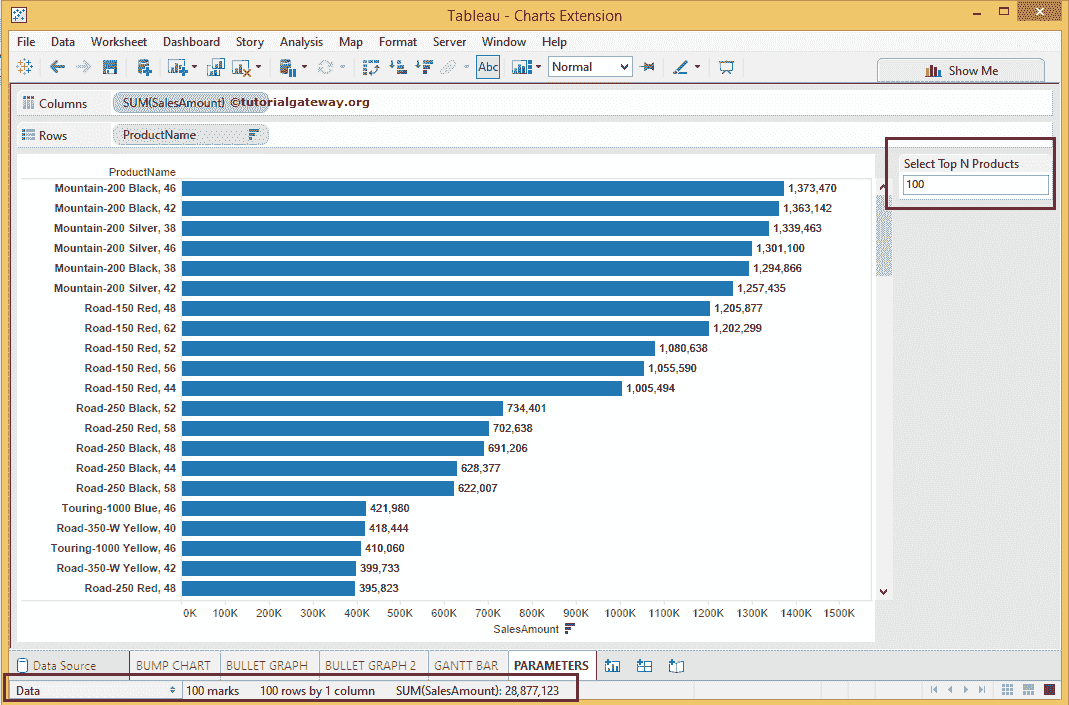 Tableau - Charts Extension
File Data Worksheet Dashboard Story Analysis Map Format Server Window Help
Abc Normal Show Me
Columns SUM(SalesAmount) ©tutorialgateway.org
Rows ProductName
Select Top N Products
100
ProductName
Mountain-200 Black, 46 1,373,470
Mountain-200 Black, 42 1,363,142
Mountain-200 Silver, 38 1,339,463
Mountain-200 Silver, 46 1,301,100
Mountain-200 Black, 38 1,294,866
Mountain-200 Silver, 42 1,257,435
Road-150 Red, 48 1,205,877
Road-150 Red, 62 1,202,299
Road-150 Red, 52 1,080,638
Road-150 Red, 56 1,055,590
Road-150 Red, 44 1,005,494
Road-250 Black, 52 734,401
Road-250 Red, 58 702,638
Road-250 Black, 48 691,206
Road-250 Black, 44 628,377
Road-250 Black, 58 622,007
Touring-1000 Blue, 46 421,980
Road-350-W Yellow, 40 418,444
Touring-1000 Yellow, 46 410,060
Road-350-W Yellow, 42 399,733
Road-250 Red, 48 395,823
0K 100K 200K 300K 400K 500K 600K 700K 800K 900K 1000K 1100K 1200K 1300K 1400K 1500K
SalesAmount
Data Source BUMP CHART BULLET GRAPH BULLET GRAPH 2 GANTT BAR PARAMETERS
Data 100 marks 100 rows by 1 column SUM(SalesAmount): 28,877,123